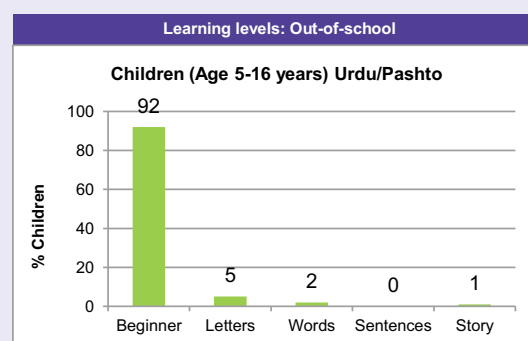 Learning levels: Out-of-school
Children (Age 5-16 years) Urdu/Pashto
% Children
100
80
60
40
20
0
92
5
2
0
1
Beginner
Letters
Words
Sentences
Story